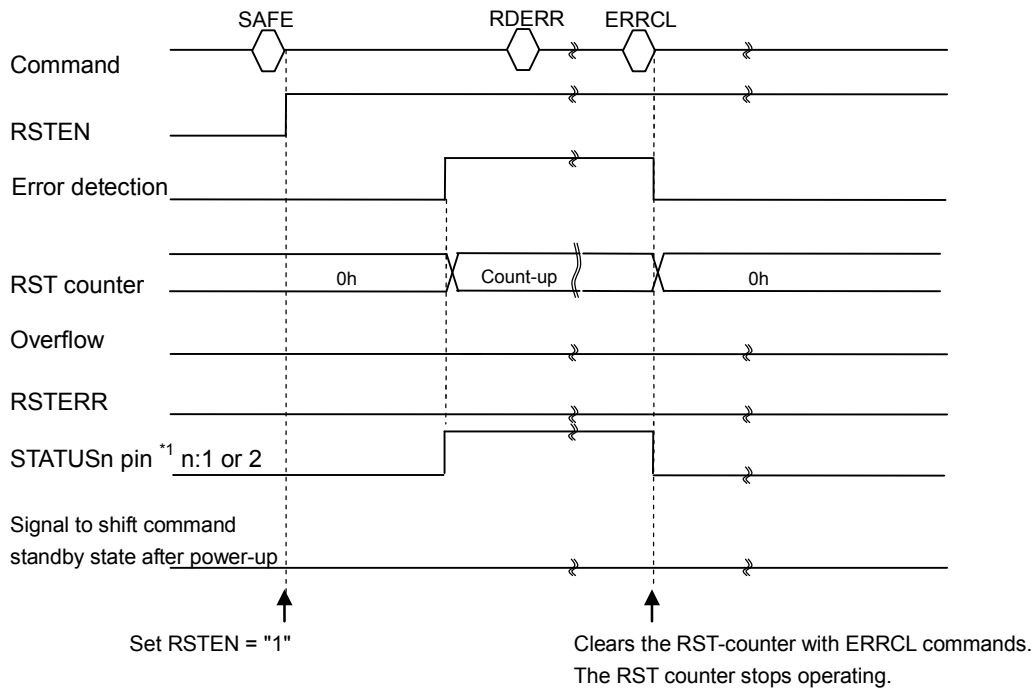 SAFE RDERR ERRCL
Command
RSTEN
Error detection
RST counter 0h Count-up 0h
Overflow
RSTERR
STATUSn pin *1 n:1 or 2
Signal to shift command
standby state after power-up
Set RSTEN = "1"
Clears the RST-counter with ERRCL commands.
The RST counter stops operating.